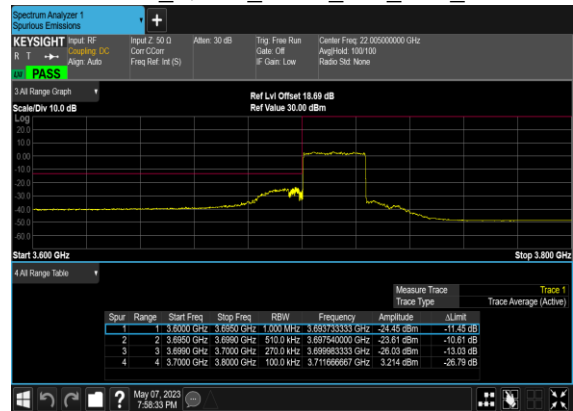 Spectrum Analyzer 1
Spurious Emissions
+
KEYSIGHT Input: RF Input Z: 50 Ω Atten: 30 dB Trig: Free Run Center Freq: 22.005000000 GHz
R T Coupling: DC Corr CCorr Gate: Off Avg|Hold: 100/100
Align: Auto Freq Ref: Int (S) IF Gain: Low Radio Std: None
PASS
3 All Range Graph
Ref Lvl Offset 18.69 dB
Scale/Div 10.0 dB Ref Value 30.00 dBm
Log
20.0
10.0
0.00
-10.0
-20.0
-30.0
-40.0
-50.0
-60.0
Start 3.600 GHz Stop 3.800 GHz
4 All Range Table
Measure Trace Trace 1
Trace Type Trace Average (Active)
Spur Range Start Freq Stop Freq RBW Frequency Amplitude ΔLimit
1 1 3.6000 GHz 3.6950 GHz 1.000 MHz 3.693733333 GHz -24.45 dBm -11.45 dB
2 2 3.6950 GHz 3.6990 GHz 510.0 kHz 3.697540000 GHz -23.61 dBm -10.61 dB
3 3 3.6990 GHz 3.7000 GHz 270.0 kHz 3.699983333 GHz -26.03 dBm -13.03 dB
4 4 3.7000 GHz 3.8000 GHz 100.0 kHz 3.711666667 GHz 3.214 dBm -26.79 dB
? May 07, 2023
7:58:33 PM